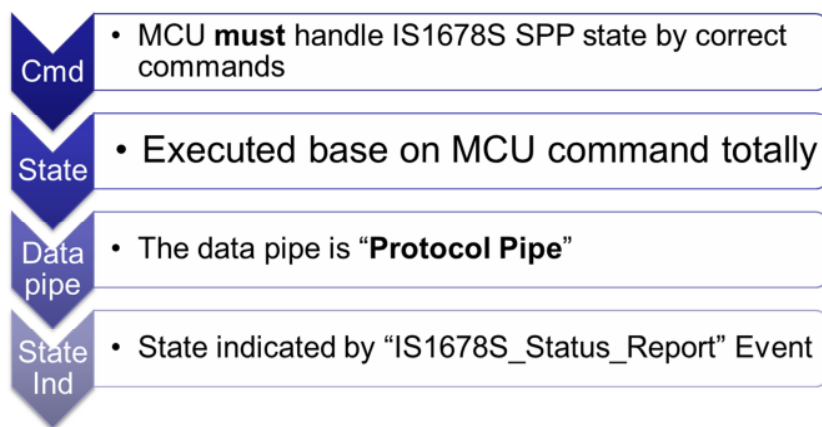 Cmd
• MCU must handle IS1678S SPP state by correct
commands
State
• Executed base on MCU command totally
Data
pipe
• The data pipe is “Protocol Pipe”
State
Ind
• State indicated by “IS1678S_Status_Report” Event